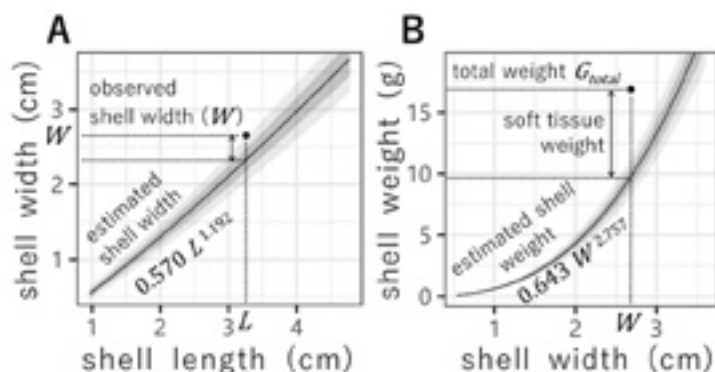 A
shell width (cm)
3
W
2
1
observed
shell width (W)
estimated
shell width
0.570 L^1.192
1 2 3 L 4
shell length (cm)
B
shell weight (g)
15
10
5
0
total weight G_total
soft tissue
weight
estimated shell
weight
0.643 W^2.757
1 2 W 3
shell width (cm)